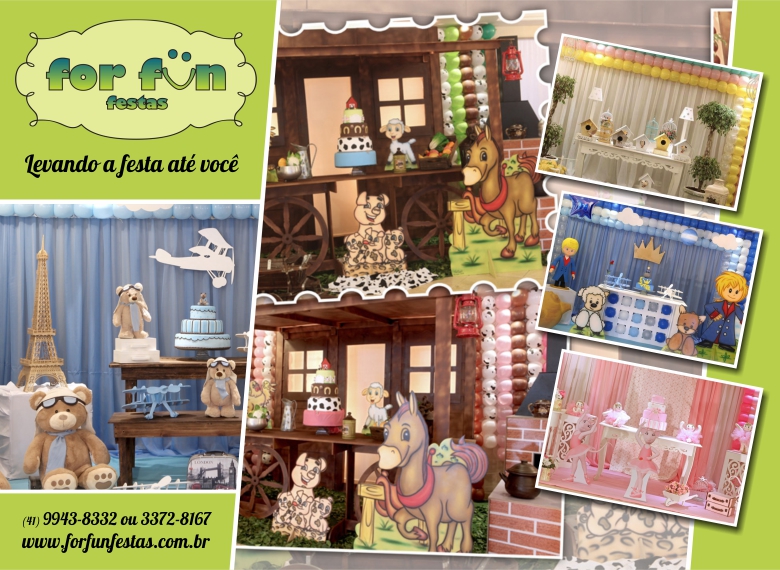 for fun
festas
Levando a festa até você
(41) 9943-8332 ou 3372-8167
www.forfunfestas.com.br